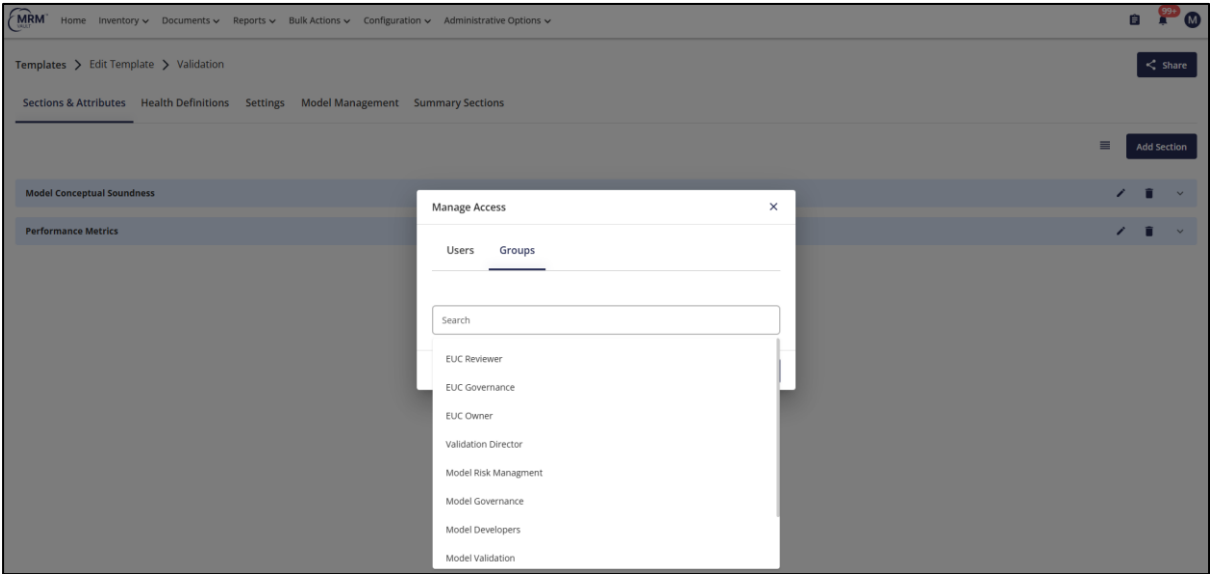 MRM™ Home Inventory Documents Reports Bulk Actions Configuration Administrative Options 99+ M
VAULT
Templates > Edit Template > Validation Share
Sections & Attributes Health Definitions Settings Model Management Summary Sections
Add Section
Model Conceptual Soundness
Manage Access
Performance Metrics
Users Groups
Search
EUC Reviewer
EUC Governance
EUC Owner
Validation Director
Model Risk Managment
Model Governance
Model Developers
Model Validation